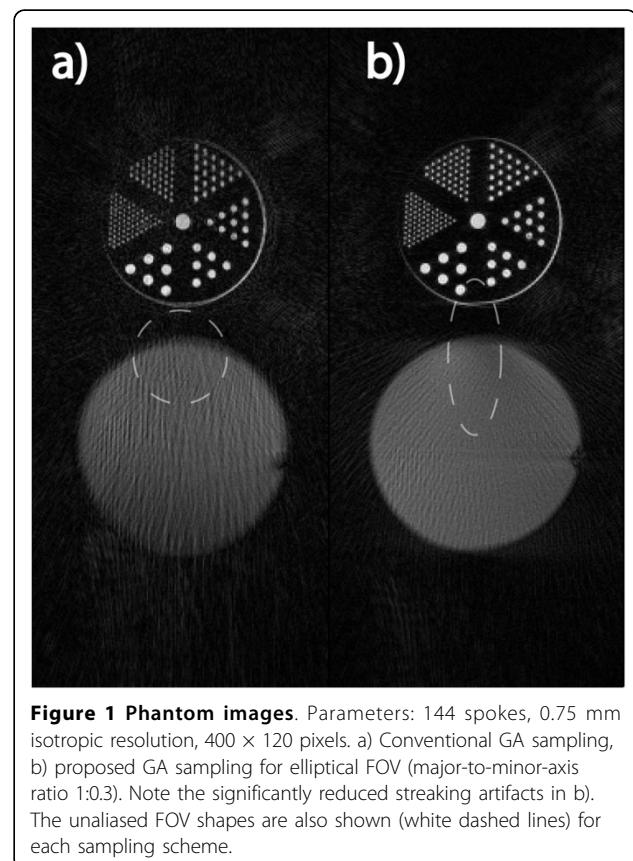 a) b)
Figure 1 Phantom images. Parameters: 144 spokes, 0.75 mm
isotropic resolution, 400 × 120 pixels. a) Conventional GA sampling,
b) proposed GA sampling for elliptical FOV (major-to-minor-axis
ratio 1:0.3). Note the significantly reduced streaking artifacts in b).
The unaliased FOV shapes are also shown (white dashed lines) for
each sampling scheme.